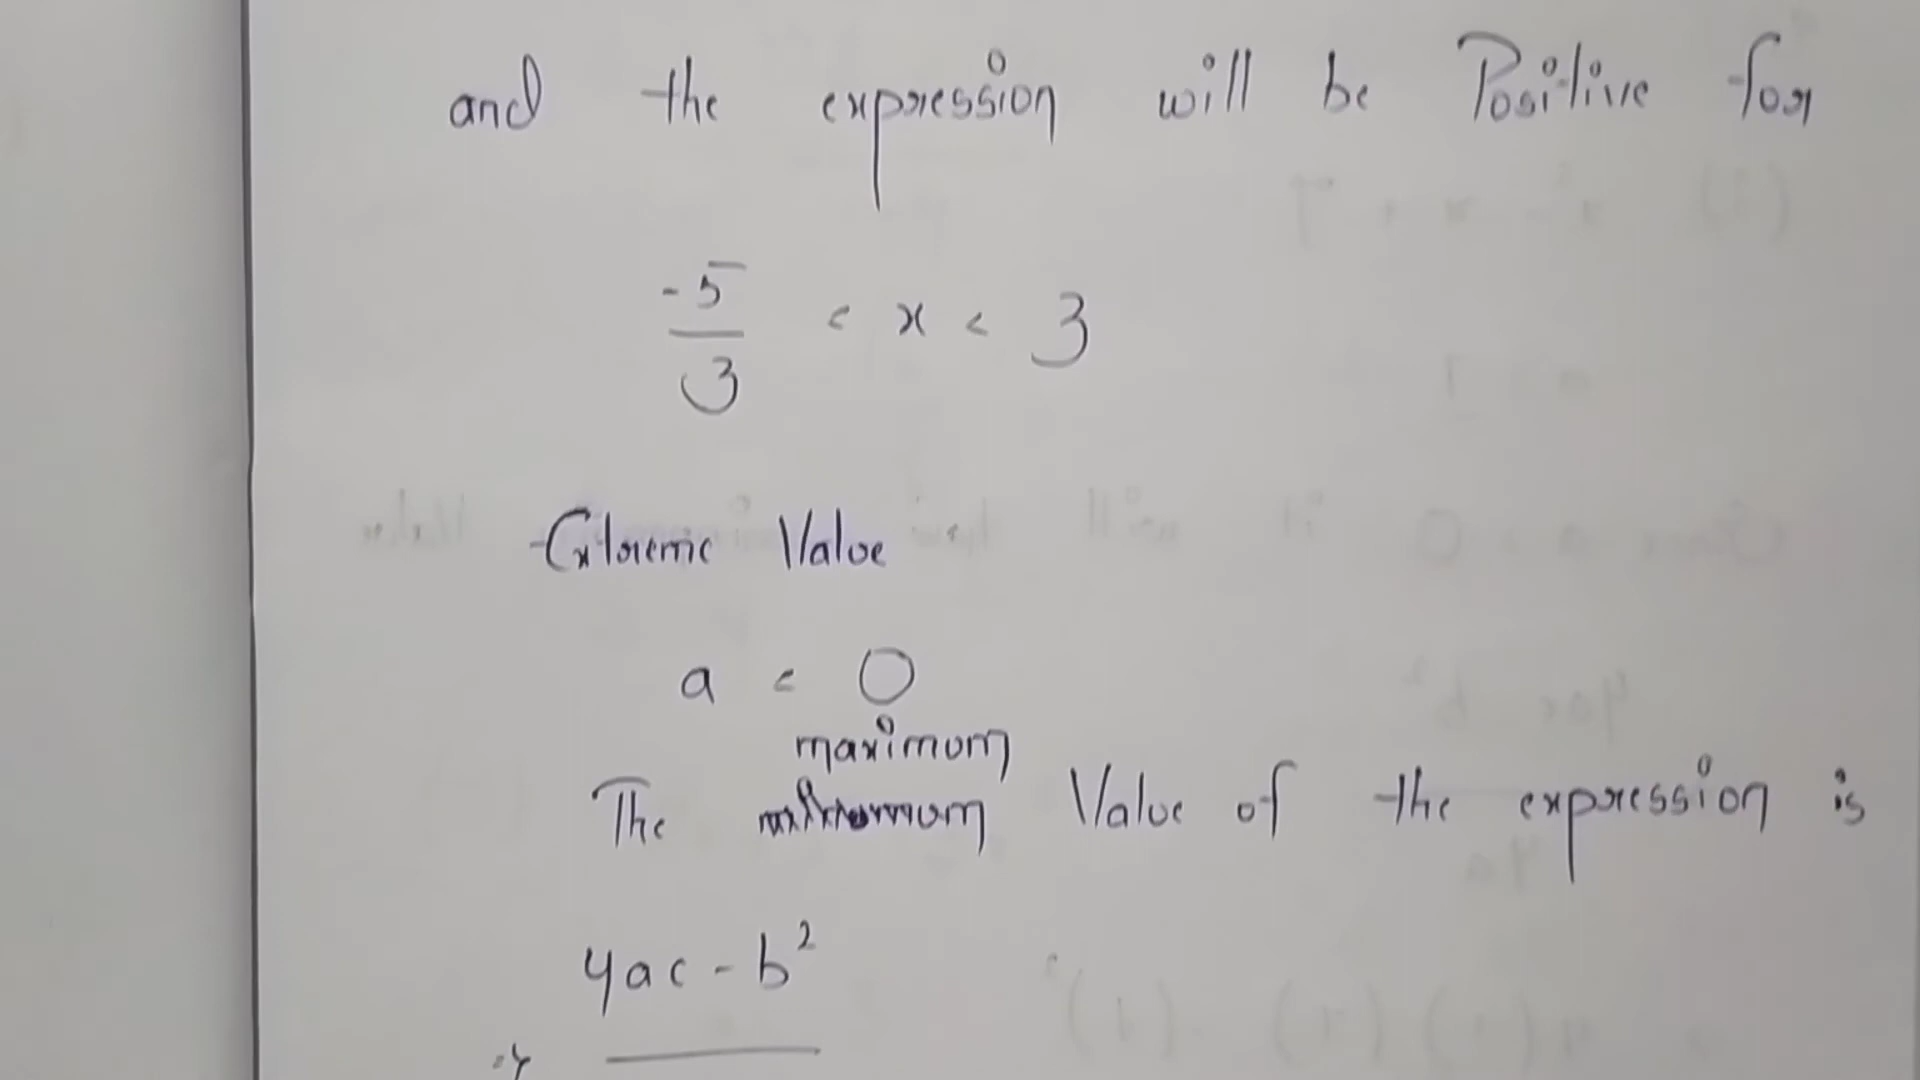 and the expression will be Positive for
-5/3 < x < 3
Extreme Value
a < 0
maximum
The minimum Value of the expression is
4ac - b²